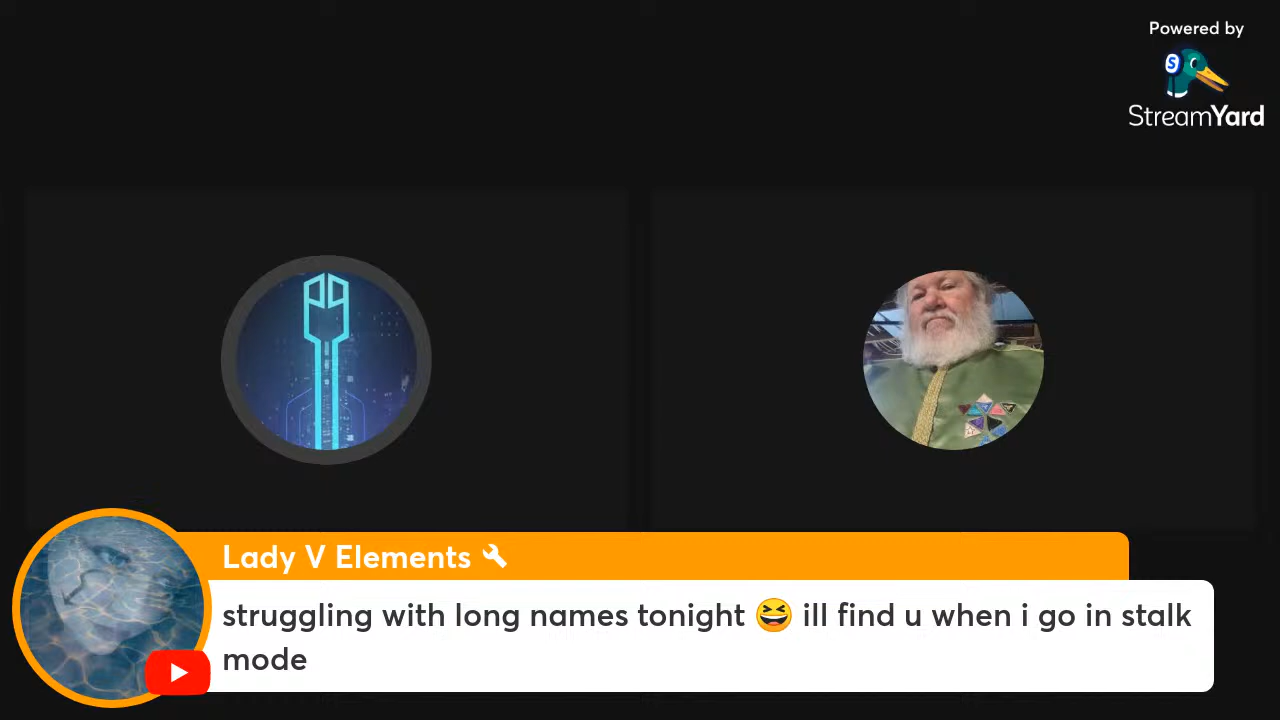 Powered by
StreamYard
Lady V Elements
struggling with long names tonight 😆 ill find u when i go in stalk
mode